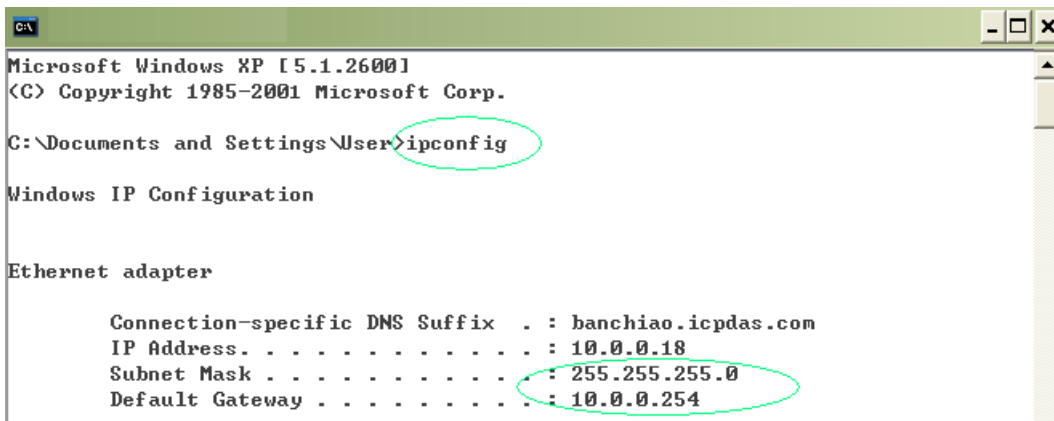 C:\
Microsoft Windows XP [5.1.2600]
(C) Copyright 1985-2001 Microsoft Corp.
C:\Documents and Settings\User>ipconfig
Windows IP Configuration
Ethernet adapter
Connection-specific DNS Suffix . : banchiao.icpdas.com
IP Address. . . . . . . . . . . . : 10.0.0.18
Subnet Mask . . . . . . . . . . . : 255.255.255.0
Default Gateway . . . . . . . . . : 10.0.0.254